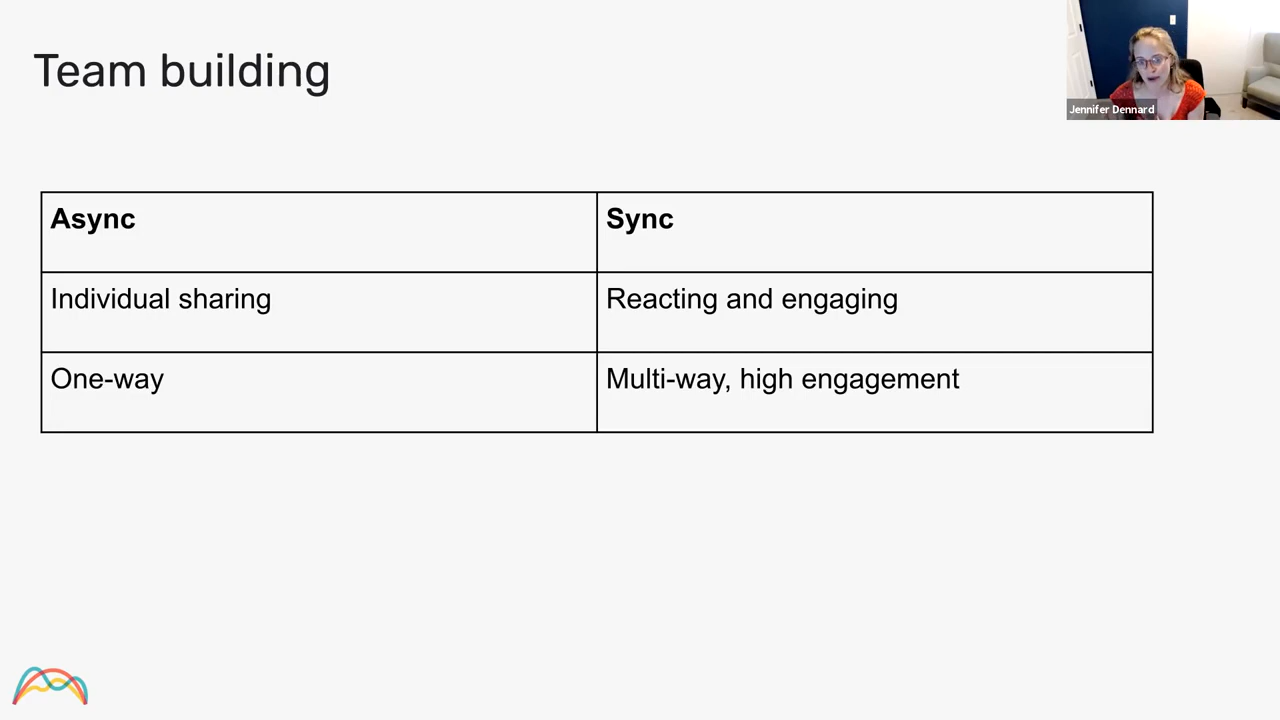 Team building
Jennifer Dennard
Async
Sync
Individual sharing
Reacting and engaging
One-way
Multi-way, high engagement